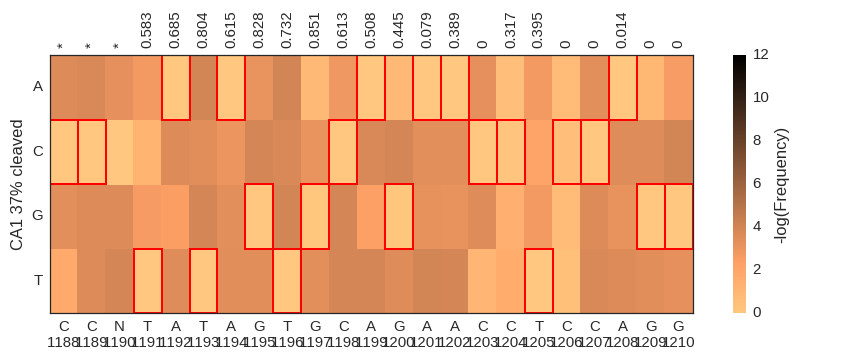 * * * 0.583 0.685 0.804 0.615 0.828 0.732 0.851 0.613 0.508 0.445 0.079 0.389 0 0.317 0.395 0 0 0.014 0 0
A
C
G
T
CA1 37% cleaved
C C N T A T A G T G C A G A A C C T C C A G G
1188 1189 1190 1191 1192 1193 1194 1195 1196 1197 1198 1199 1200 1201 1202 1203 1204 1205 1206 1207 1208 1209 1210
12
10
8
6
4
2
0
-log(Frequency)